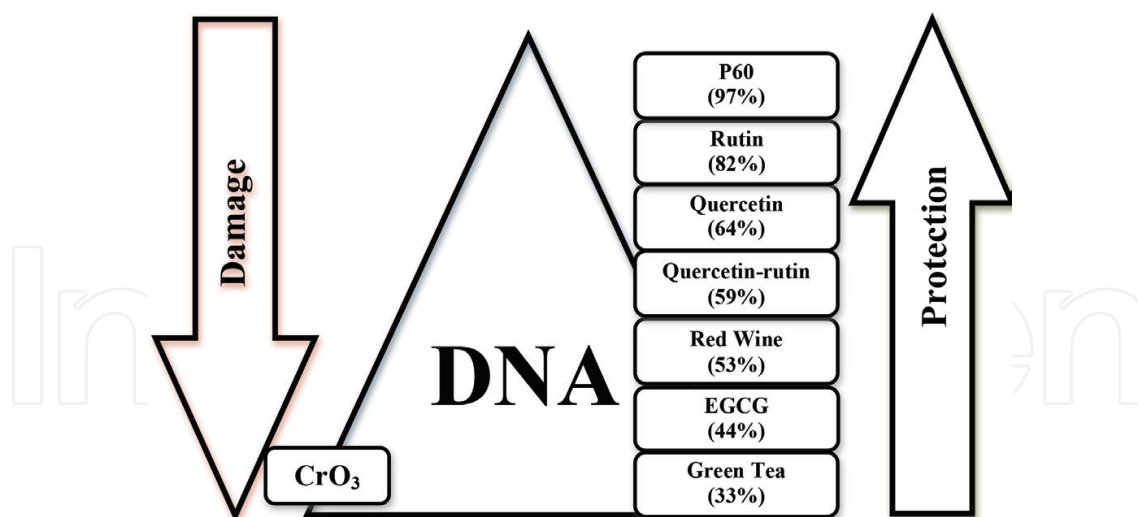 Damage
CrO₃
DNA
P60
(97%)
Rutin
(82%)
Quercetin
(64%)
Quercetin-rutin
(59%)
Red Wine
(53%)
EGCG
(44%)
Green Tea
(33%)
Protection